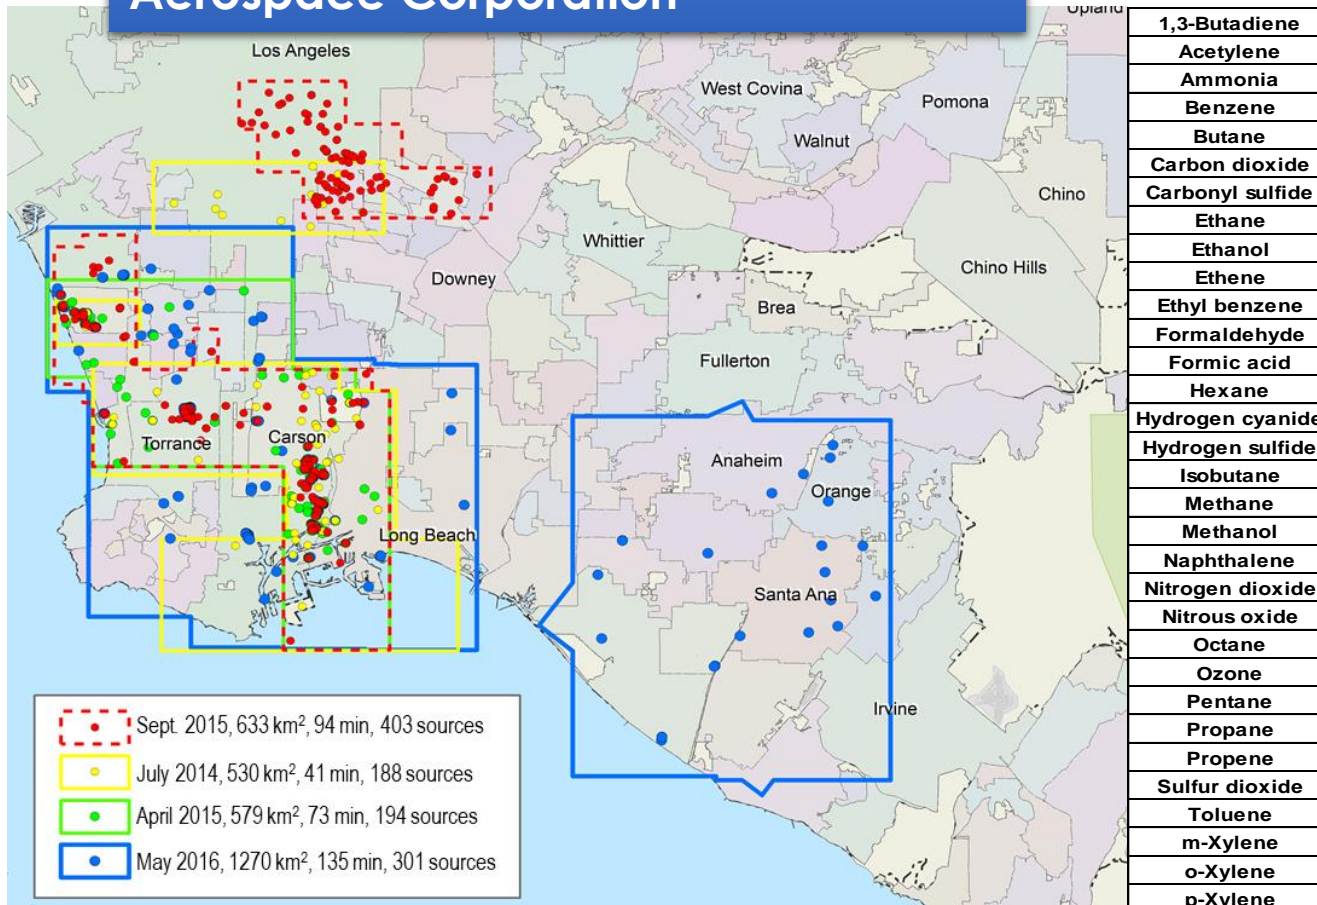 Aerospace Corporation
Upland
Los Angeles
West Covina
Pomona
Walnut
Chino
Whittier
Chino Hills
Downey
Brea
Fullerton
Torrance
Carson
Anaheim
Orange
Long Beach
Santa Ana
Irvine
Sept. 2015, 633 km², 94 min, 403 sources
July 2014, 530 km², 41 min, 188 sources
April 2015, 579 km², 73 min, 194 sources
May 2016, 1270 km², 135 min, 301 sources
1,3-Butadiene
Acetylene
Ammonia
Benzene
Butane
Carbon dioxide
Carbonyl sulfide
Ethane
Ethanol
Ethene
Ethyl benzene
Formaldehyde
Formic acid
Hexane
Hydrogen cyanide
Hydrogen sulfide
Isobutane
Methane
Methanol
Naphthalene
Nitrogen dioxide
Nitrous oxide
Octane
Ozone
Pentane
Propane
Propene
Sulfur dioxide
Toluene
m-Xylene
o-Xylene
p-Xylene